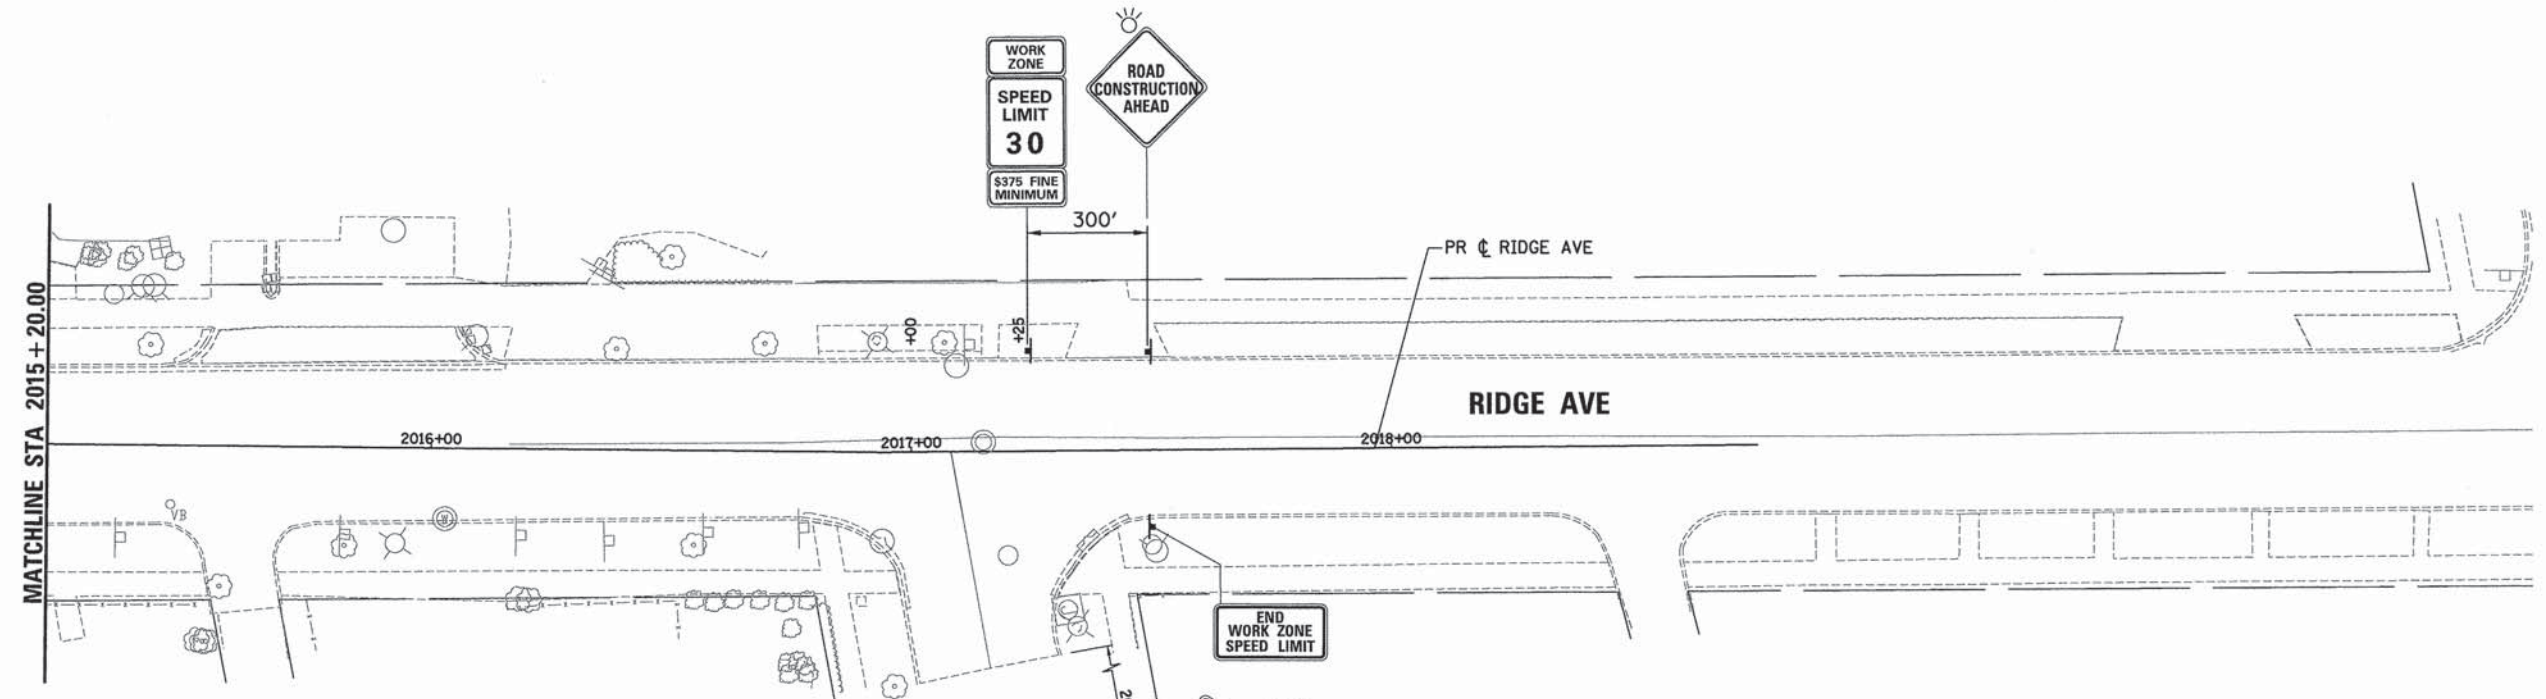 WORK
ZONE
SPEED
LIMIT
30
$375 FINE
MINIMUM
ROAD
CONSTRUCTION
AHEAD
300'
PR ℄ RIDGE AVE
MATCHLINE STA 2015 + 20.00
+00
+25
RIDGE AVE
2016+00
2017+00
2018+00
VB
W
END
WORK ZONE
SPEED LIMIT